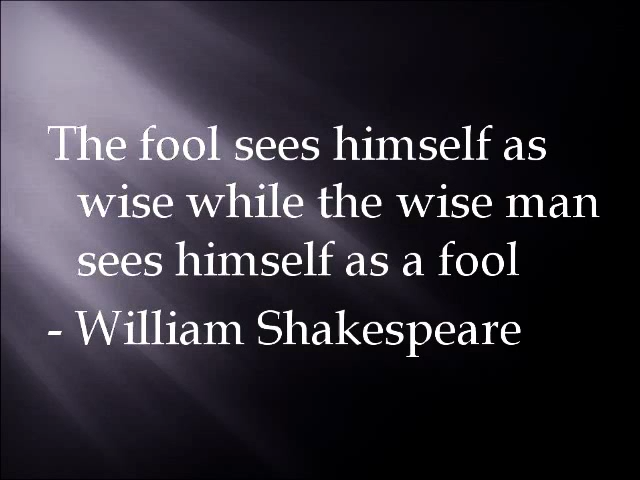 The fool sees himself as
wise while the wise man
sees himself as a fool
- William Shakespeare